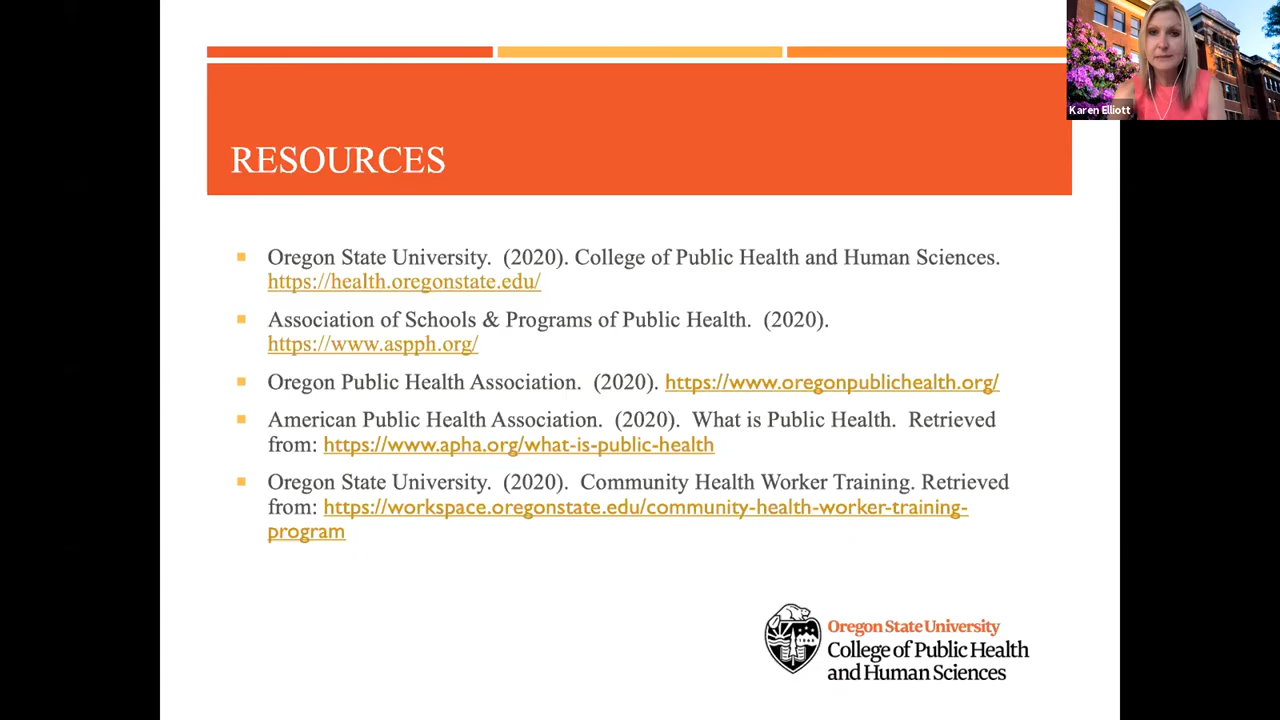 Karen Elliott
RESOURCES
Oregon State University.  (2020). College of Public Health and Human Sciences.
https://health.oregonstate.edu/
Association of Schools & Programs of Public Health.  (2020).
https://www.aspph.org/
Oregon Public Health Association.  (2020). https://www.oregonpublichealth.org/
American Public Health Association.  (2020).  What is Public Health.  Retrieved
from: https://www.apha.org/what-is-public-health
Oregon State University.  (2020).  Community Health Worker Training. Retrieved
from: https://workspace.oregonstate.edu/community-health-worker-training-
program
Oregon State University
College of Public Health
and Human Sciences